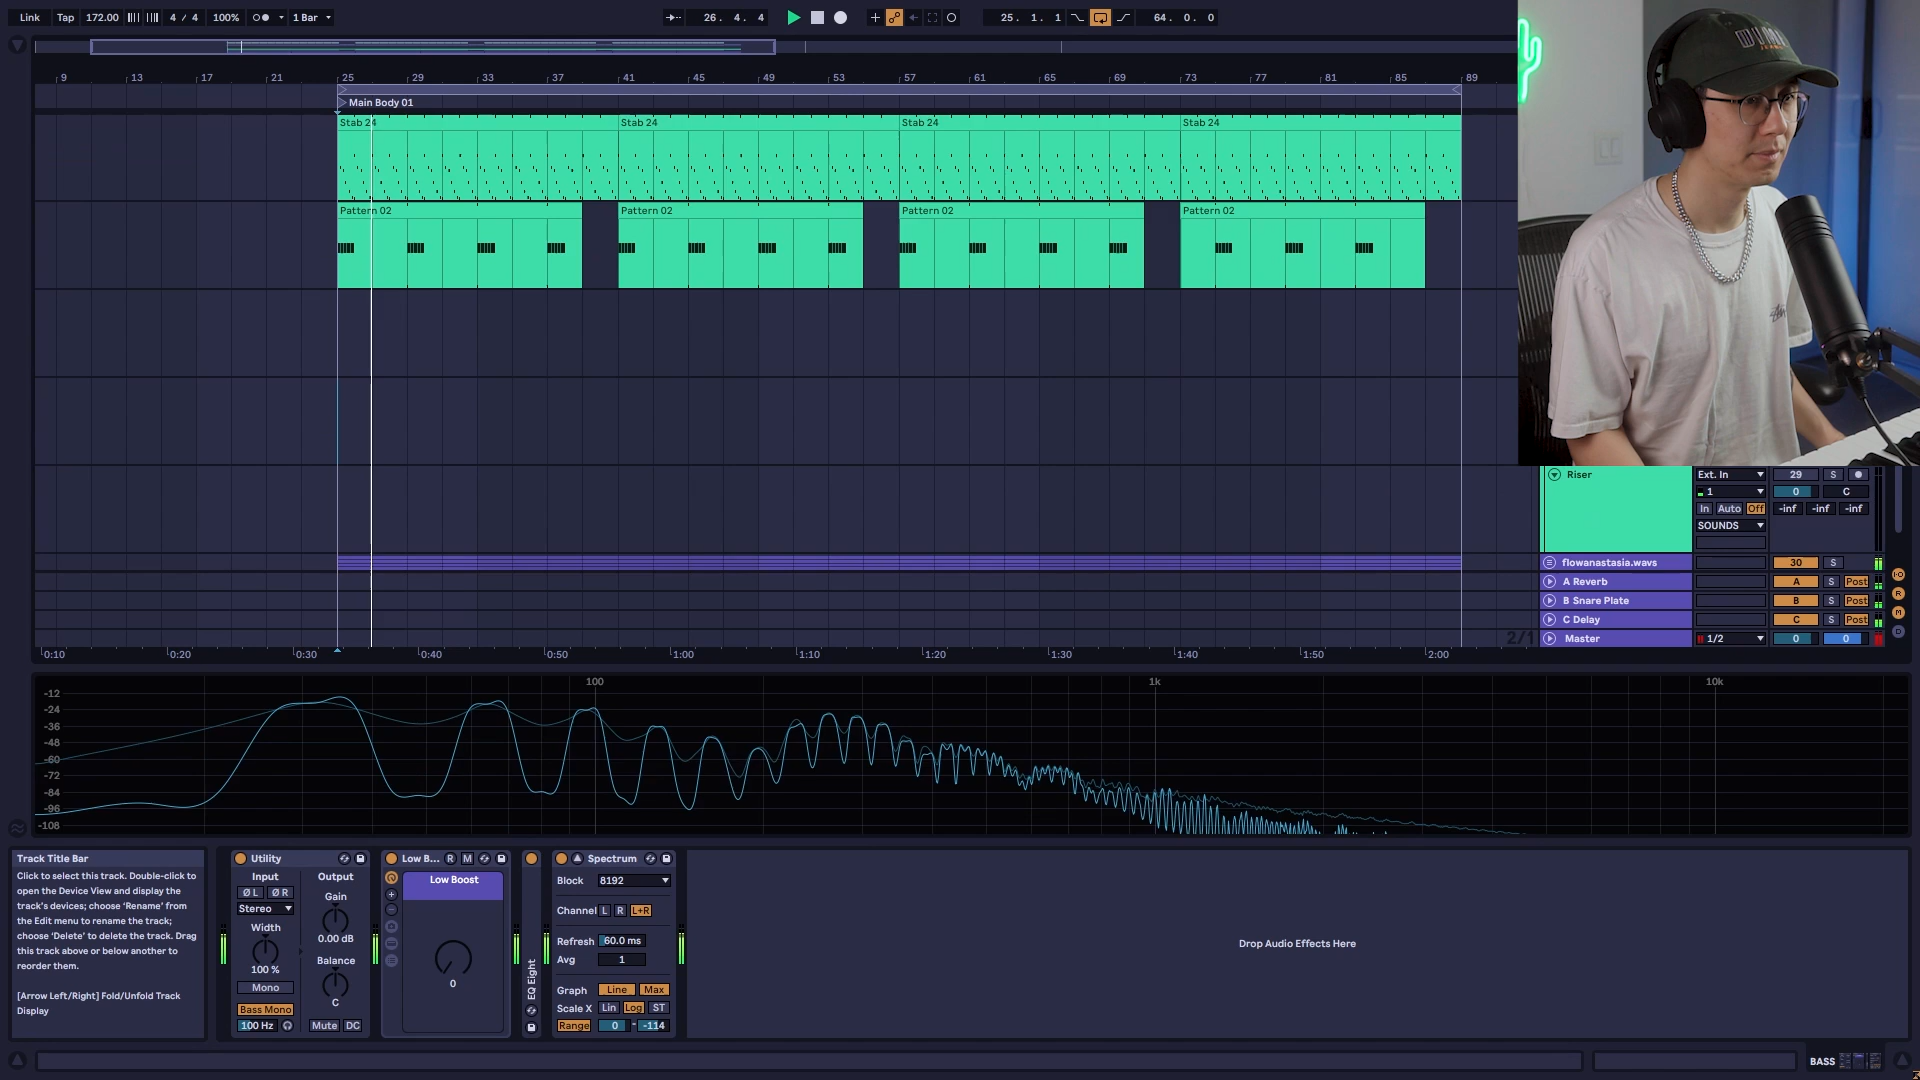 Link Tap 172.00 4 / 4 100% 1 Bar 26. 4. 4 25. 1. 1 64. 0. 0
9 13 17 21 25 29 33 37 41 45 49 53 57 61 65 69 73 77 81 85 89
Main Body 01
Stab 24 Stab 24 Stab 24 Stab 24
Pattern 02 Pattern 02 Pattern 02 Pattern 02
Riser Ext. In 29 S
1 0 C
In Auto Off -inf -inf -inf
SOUNDS
flowanastasia.wavs 30 S
A Reverb A S Post
B Snare Plate B S Post
C Delay C S Post
2/1 Master 1/2 0 0
0:10 0:20 0:30 0:40 0:50 1:00 1:10 1:20 1:30 1:40 1:50 2:00
I·O
R
M
D
100 1k 10k
-12
-24
-36
-48
-60
-72
-84
-96
-108
Track Title Bar
Click to select this track. Double-click to
open the Device View and display the
track's devices; choose 'Rename' from
the Edit menu to rename the track;
choose 'Delete' to delete the track. Drag
this track above or below another to
reorder them.
[Arrow Left/Right] Fold/Unfold Track
Display
Utility
Input Output
Ø L Ø R Gain
Stereo
Width 0.00 dB
Balance
100 %
Mono C
Bass Mono
100 Hz Mute DC
Low B... R M
Low Boost
0
EQ Eight
Spectrum
Block 8192
Channel L R L+R
Refresh 60.0 ms
Avg 1
Graph Line Max
Scale X Lin Log ST
Range 0 - -114
Drop Audio Effects Here
BASS